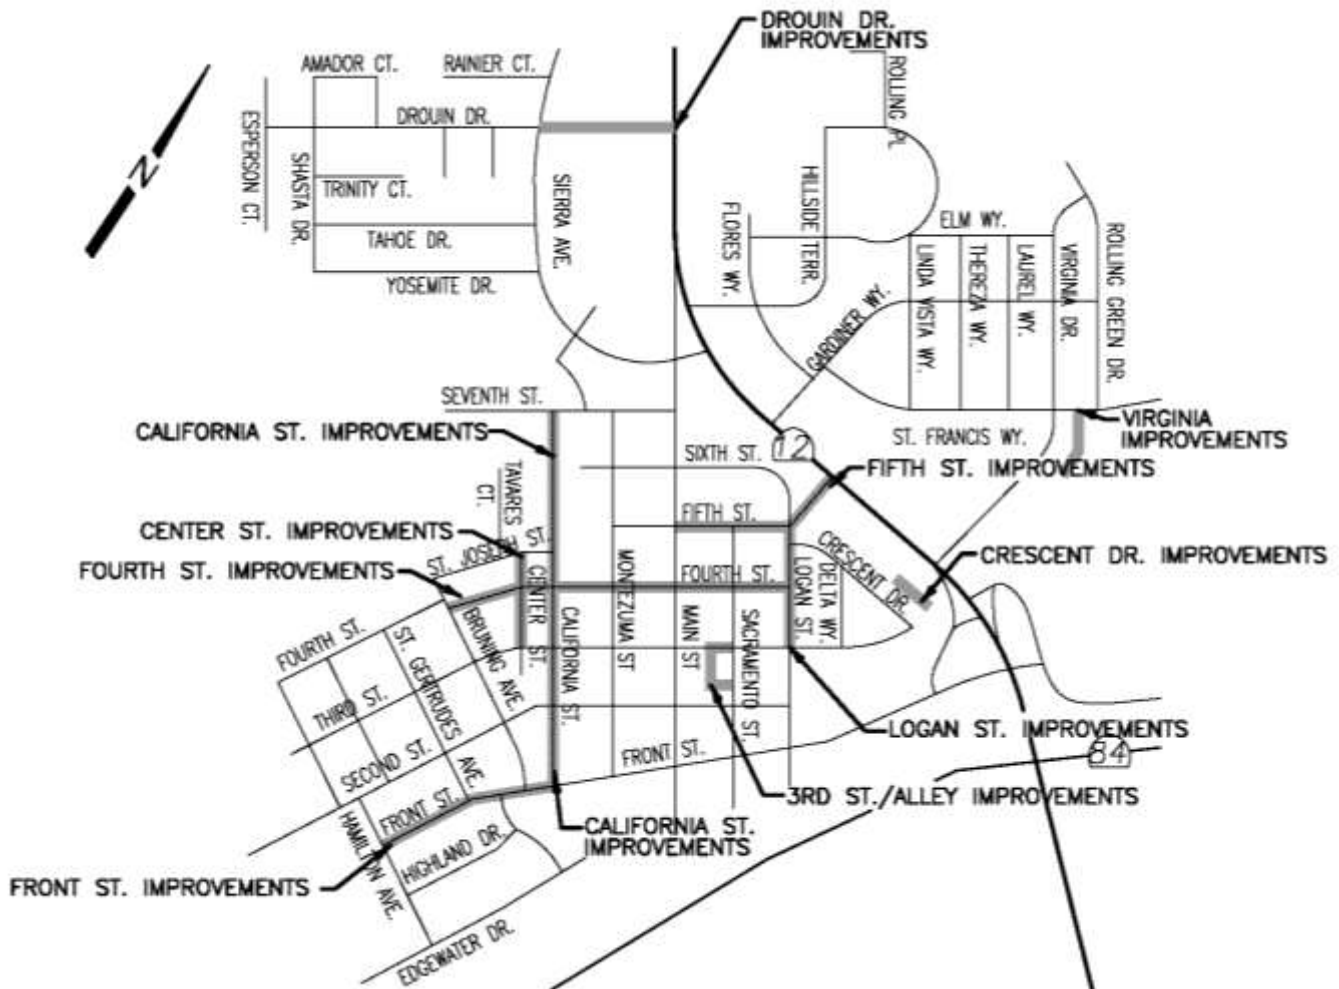 DROUIN DR.
IMPROVEMENTS
AMADOR CT.
RAINIER CT.
ROLLING PL
ESPERSON CT.
DROUIN DR.
N
SHASTA DR.
TRINITY CT.
SIERRA AVE.
HILLSIDE TERR.
FLORES WY.
ELM WY.
TAHOE DR.
LINDA VISTA WY.
THEREZA WY.
LAUREL WY.
VIRGINIA DR.
ROLLING GREEN DR.
YOSEMITE DR.
GARDINER WY.
SEVENTH ST.
CALIFORNIA ST. IMPROVEMENTS
VIRGINIA
IMPROVEMENTS
ST. FRANCIS WY.
12
SIXTH ST.
FIFTH ST. IMPROVEMENTS
TAVARES
CT.
FIFTH ST.
CENTER ST. IMPROVEMENTS
ST. JOSEPH ST.
CRESCENT DR.
CRESCENT DR. IMPROVEMENTS
FOURTH ST. IMPROVEMENTS
CENTER ST.
MONTEZUMA ST
FOURTH ST.
LOGAN ST.
DELTA WY.
FOURTH ST.
ST. GERTRUDES AVE.
BRUNING AVE.
CALIFORNIA ST.
MAIN ST
SACRAMENTO ST.
THIRD ST.
LOGAN ST. IMPROVEMENTS
SECOND ST.
FRONT ST.
84
3RD ST./ALLEY IMPROVEMENTS
FRONT ST.
HAMILTON AVE.
CALIFORNIA ST.
IMPROVEMENTS
HIGHLAND DR.
FRONT ST. IMPROVEMENTS
EDGEWATER DR.